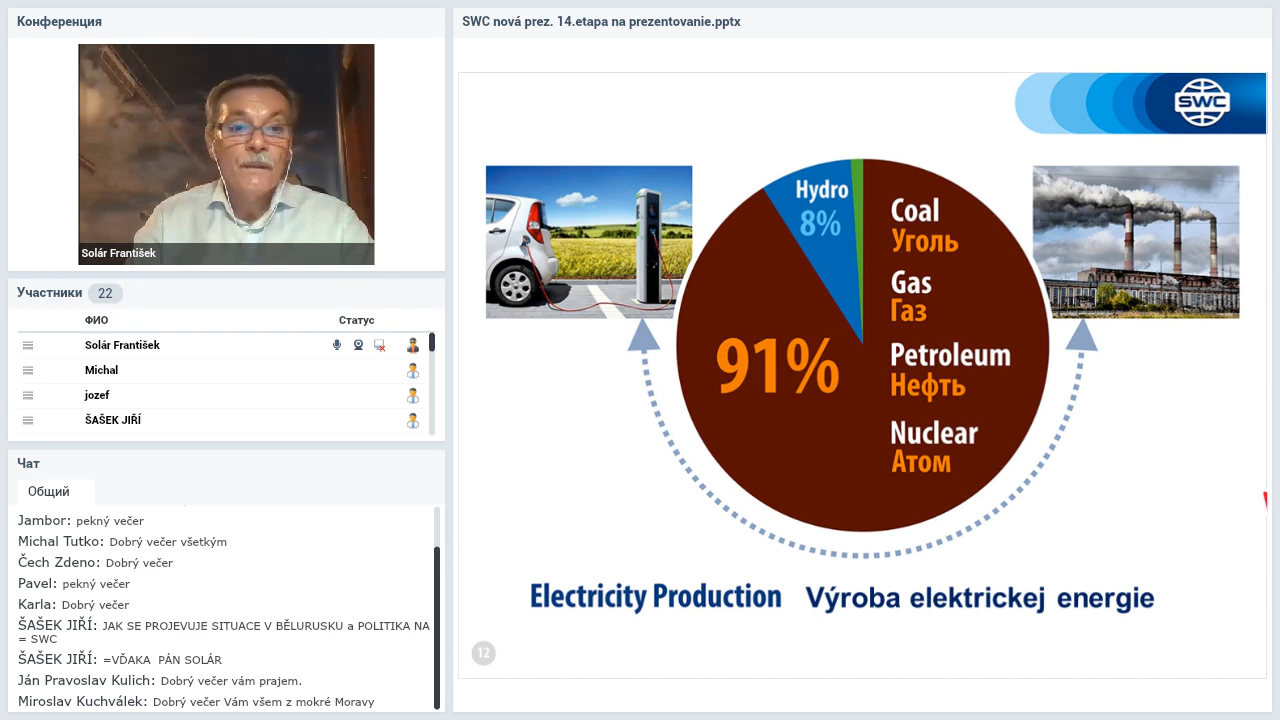 Конференция
Solár František
Участники 22
ФИО Статус
Solár František
Michal
jozef
ŠAŠEK JIŘÍ
Чат
Общий
Jambor: pekný večer
Michal Tutko: Dobrý večer všetkým
Čech Zdeno: Dobrý večer
Pavel: pekný večer
Karla: Dobrý večer
ŠAŠEK JIŘÍ: JAK SE PROJEVUJE SITUACE V BĚLURUSKU a POLITIKA NA
= SWC
ŠAŠEK JIŘÍ: =VĎAKA PÁN SOLÁR
Ján Pravoslav Kulich: Dobrý večer vám prajem.
Miroslav Kuchválek: Dobrý večer Vám všem z mokré Moravy
SWC nová prez. 14.etapa na prezentovanie.pptx
SWC
Hydro
8%
91%
Coal
Уголь
Gas
Газ
Petroleum
Нефть
Nuclear
Атом
Electricity Production Výroba elektrickej energie
12